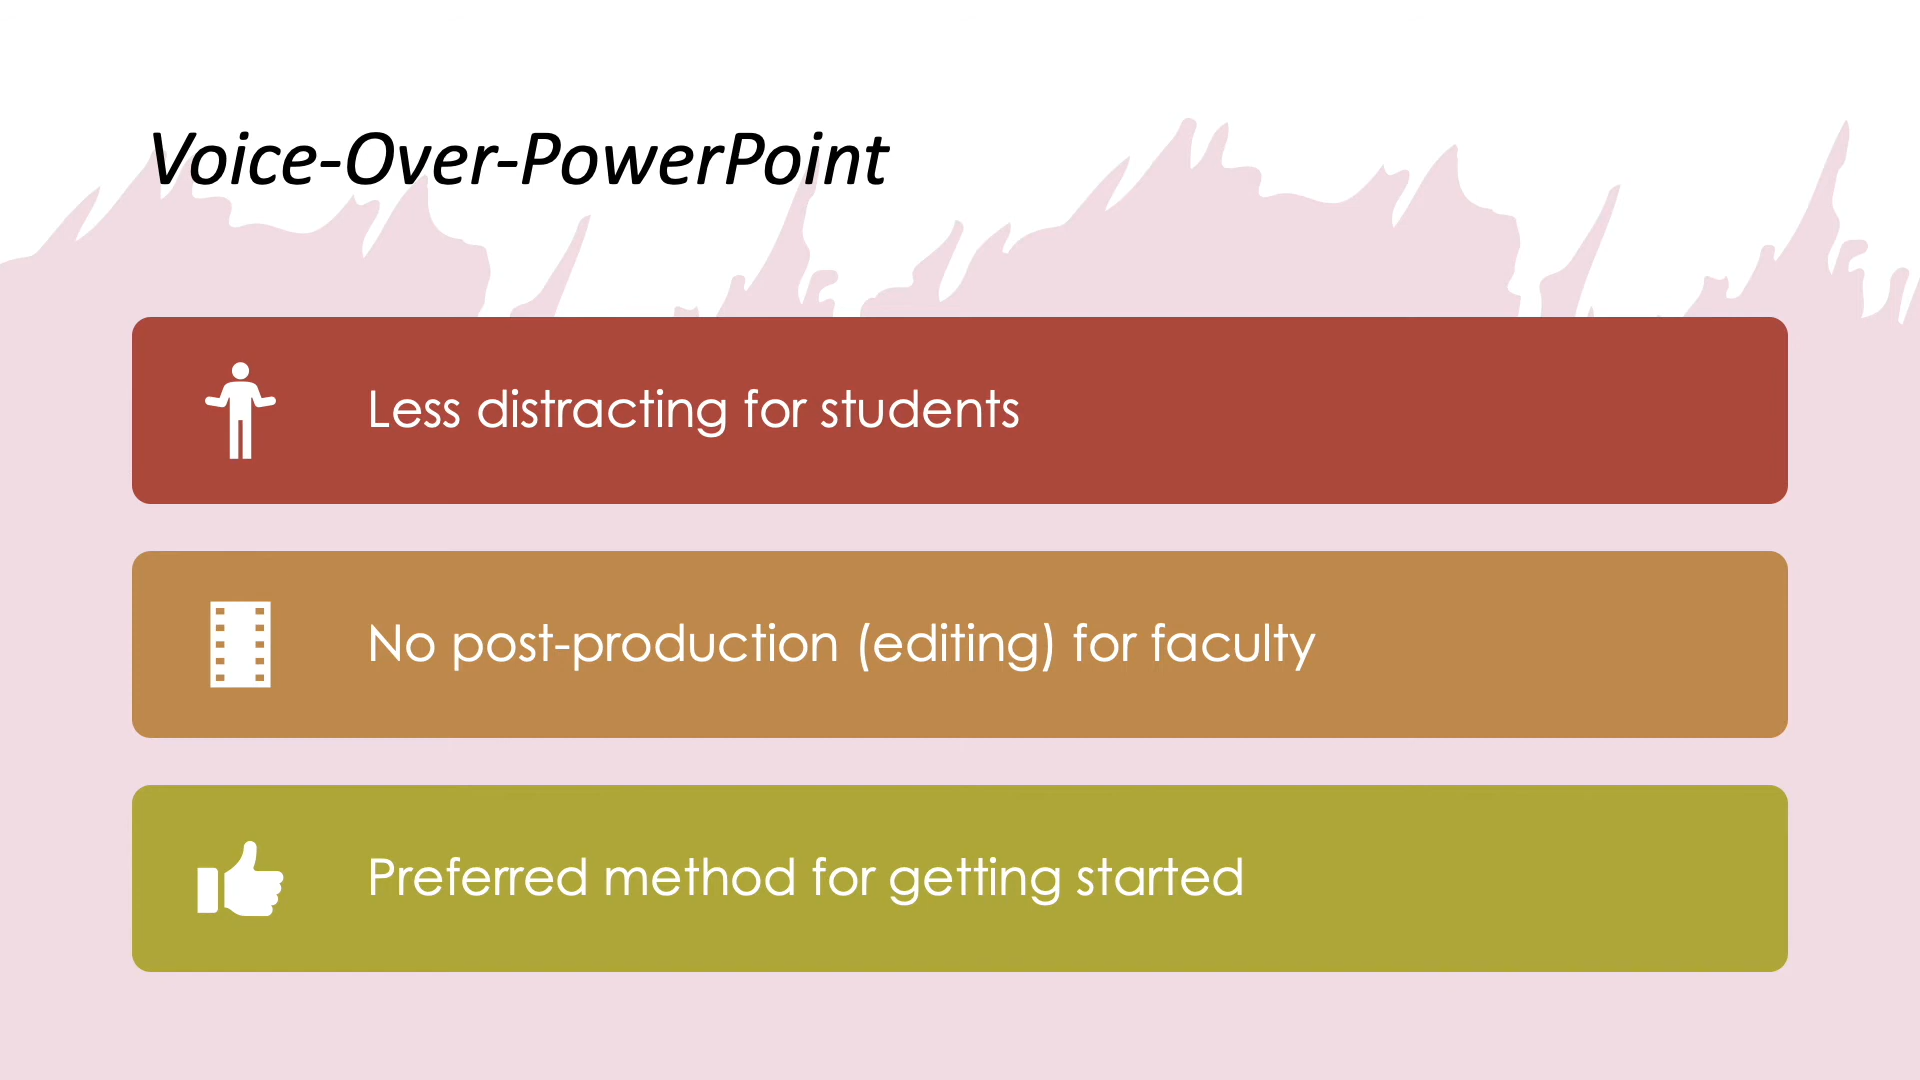 Voice-Over-PowerPoint
Less distracting for students
No post-production (editing) for faculty
Preferred method for getting started